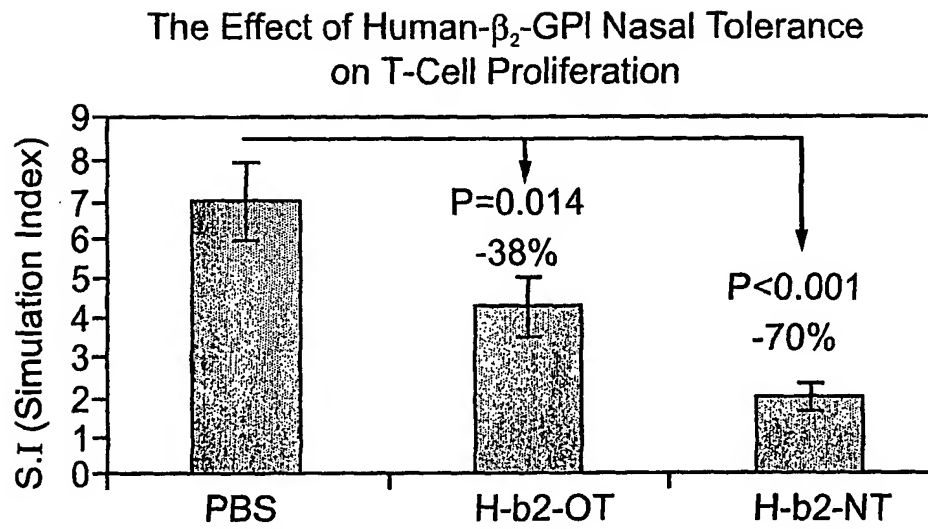 The Effect of Human-β₂-GPI Nasal Tolerance
on T-Cell Proliferation
S.I (Simulation Index)
9
8
7
6
5
4
3
2
1
0
P=0.014
-38%
P<0.001
-70%
PBS
H-b2-OT
H-b2-NT